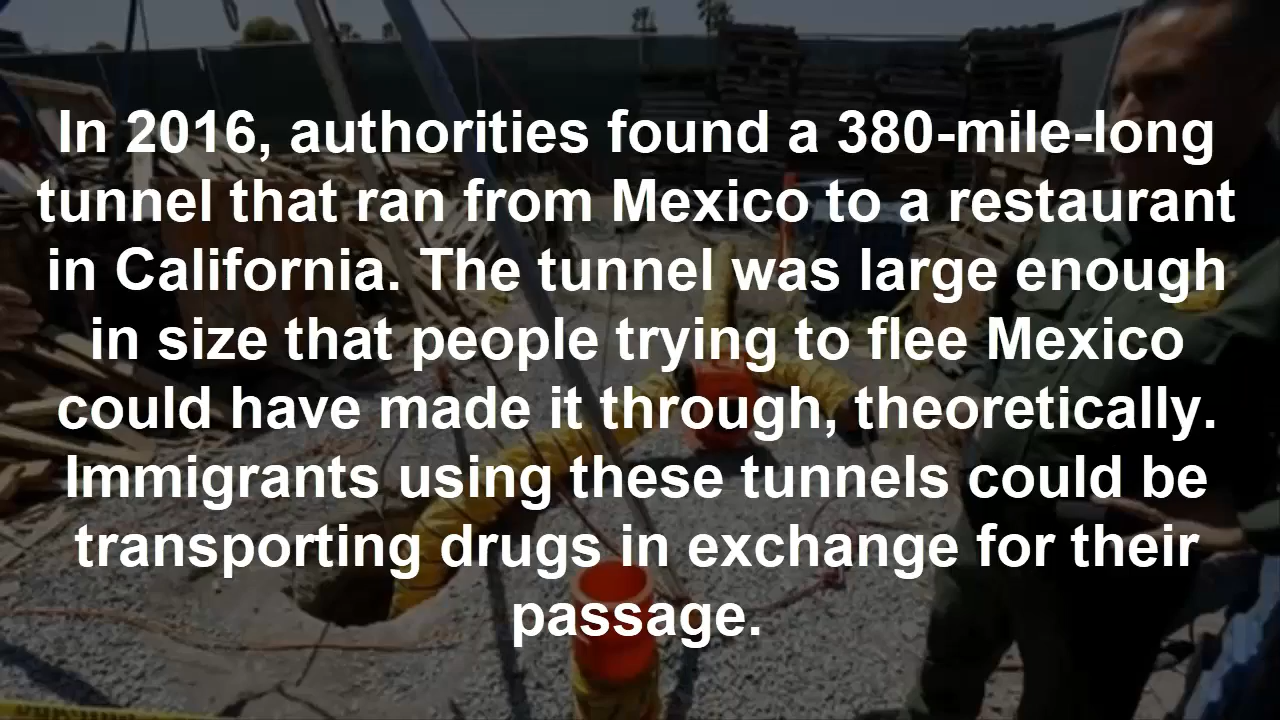 In 2016, authorities found a 380-mile-long
tunnel that ran from Mexico to a restaurant
in California. The tunnel was large enough
in size that people trying to flee Mexico
could have made it through, theoretically.
Immigrants using these tunnels could be
transporting drugs in exchange for their
passage.